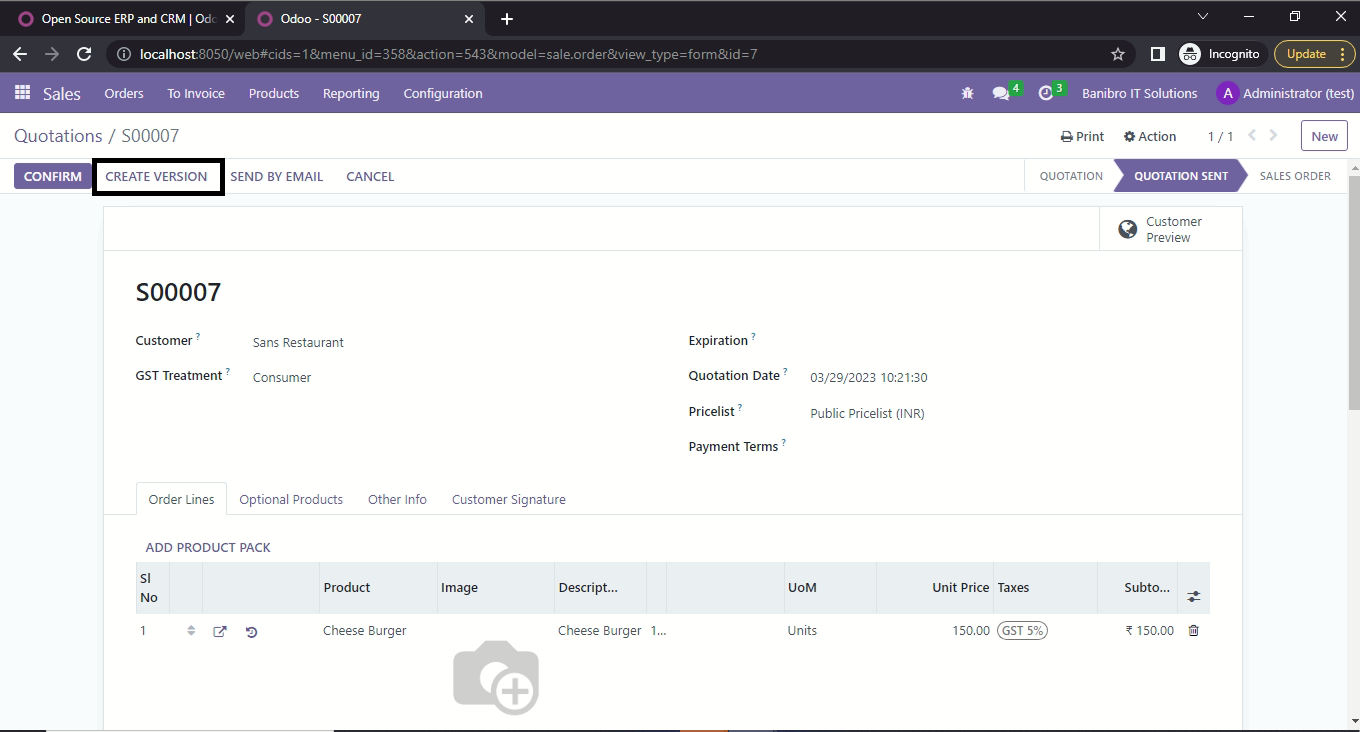 Open Source ERP and CRM | Odo
Odoo - S00007
localhost:8050/web#cids=1&menu_id=358&action=543&model=sale.order&view_type=form&id=7
Incognito
Update
Sales
Orders
To Invoice
Products
Reporting
Configuration
4
3
Banibro IT Solutions
A
Administrator (test)
Quotations / S00007
Print
Action
1 / 1
New
CONFIRM
CREATE VERSION
SEND BY EMAIL
CANCEL
QUOTATION
QUOTATION SENT
SALES ORDER
Customer
Preview
S00007
Customer ?
Sans Restaurant
GST Treatment ?
Consumer
Expiration ?
Quotation Date ?
03/29/2023 10:21:30
Pricelist ?
Public Pricelist (INR)
Payment Terms ?
Order Lines
Optional Products
Other Info
Customer Signature
ADD PRODUCT PACK
Sl
No
Product
Image
Descript...
UoM
Unit Price
Taxes
Subto...
1
Cheese Burger
Cheese Burger
1...
Units
150.00
GST 5%
₹ 150.00